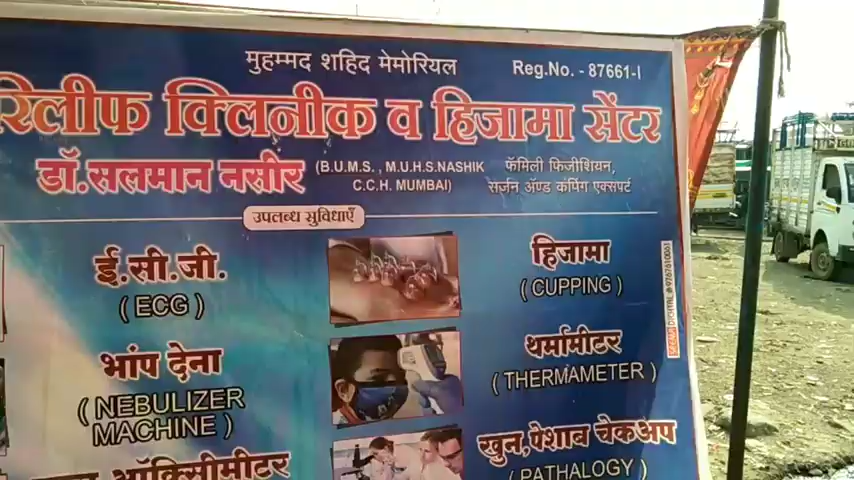 मुहम्मद शहिद मेमोरियल
Reg.No. - 87661-I
रिलीफ क्लिनीक व हिजामा सेंटर
डॉ.सलमान नसीर
(B.U.M.S. , M.U.H.S.NASHIK
C.C.H. MUMBAI)
फॅमिली फिजीशियन,
सर्जन ॲण्ड कंपिंग एक्सपर्ट
उपलब्ध सुविधाएँ
ई.सी.जी.
( ECG )
हिजामा
( CUPPING )
भांप देना
( NEBULIZER
MACHINE )
थर्मामीटर
( THERMAMETER )
ऑक्सिमीटर
खुन,पेशाब चेकअप
( PATHALOGY )